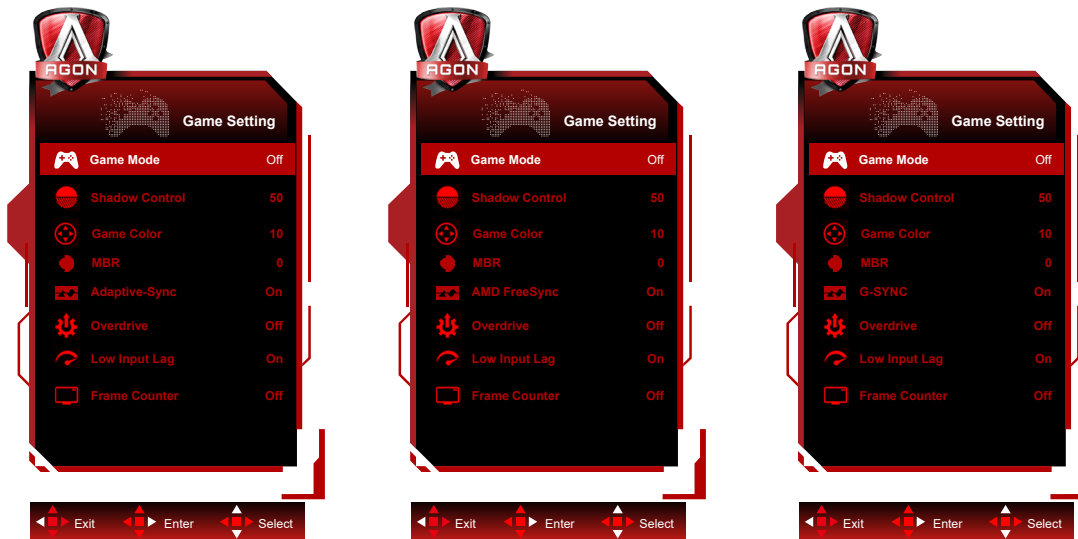 AGON
Game Setting
Game Mode Off
Shadow Control 50
Game Color 10
MBR 0
Adaptive-Sync On
Overdrive Off
Low Input Lag On
Frame Counter Off
Exit Enter Select
AGON
Game Setting
Game Mode Off
Shadow Control 50
Game Color 10
MBR 0
AMD FreeSync On
Overdrive Off
Low Input Lag On
Frame Counter Off
Exit Enter Select
AGON
Game Setting
Game Mode Off
Shadow Control 50
Game Color 10
MBR 0
G-SYNC On
Overdrive Off
Low Input Lag On
Frame Counter Off
Exit Enter Select